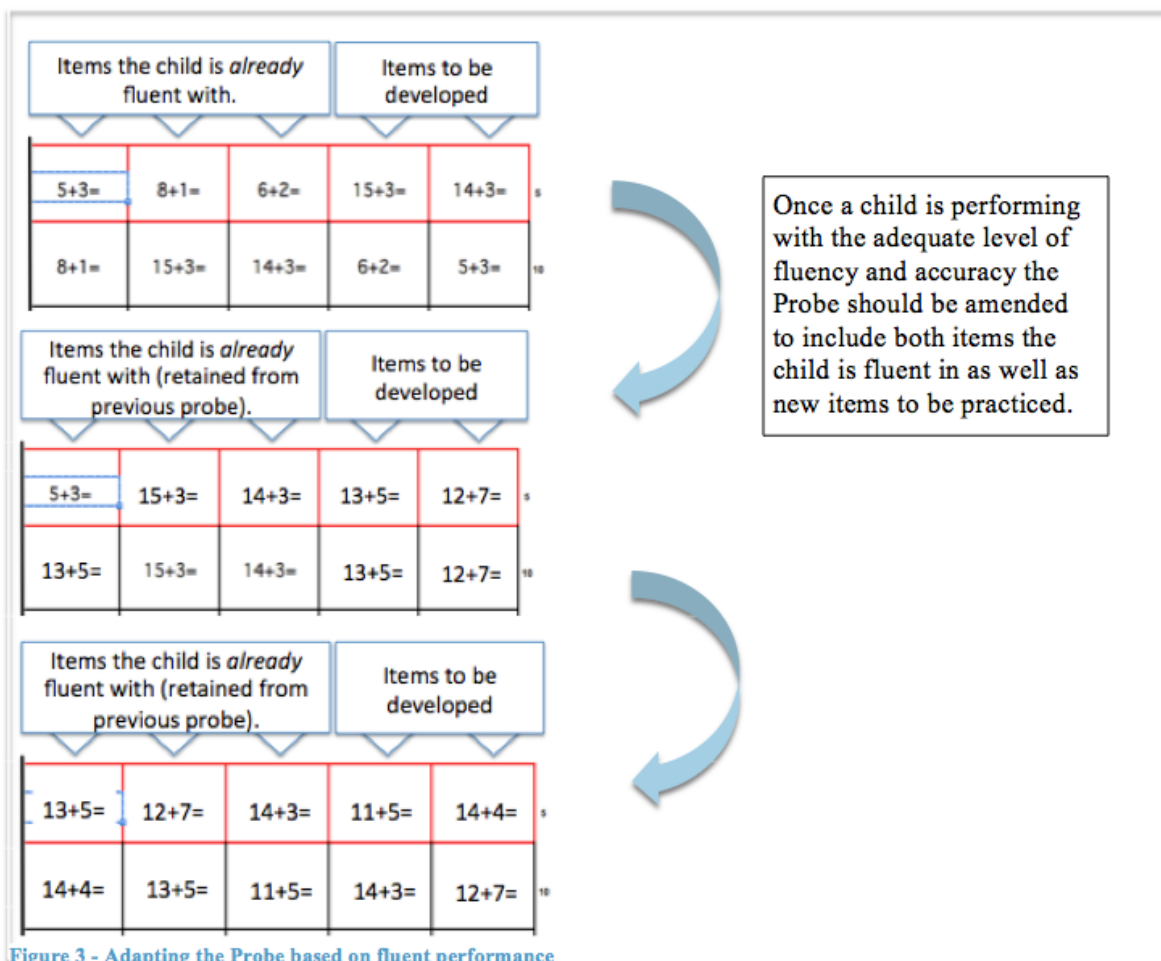 Items the child is already
fluent with.
Items to be
developed
5+3= 8+1= 6+2= 15+3= 14+3= 5
8+1= 15+3= 14+3= 6+2= 5+3= 10
Items the child is already
fluent with (retained from
previous probe).
Items to be
developed
5+3= 15+3= 14+3= 13+5= 12+7= 5
13+5= 15+3= 14+3= 13+5= 12+7= 10
Items the child is already
fluent with (retained from
previous probe).
Items to be
developed
13+5= 12+7= 14+3= 11+5= 14+4= 5
14+4= 13+5= 11+5= 14+3= 12+7= 10
Once a child is performing
with the adequate level of
fluency and accuracy the
Probe should be amended
to include both items the
child is fluent in as well as
new items to be practiced.
Figure 3 - Adapting the Probe based on fluent performance